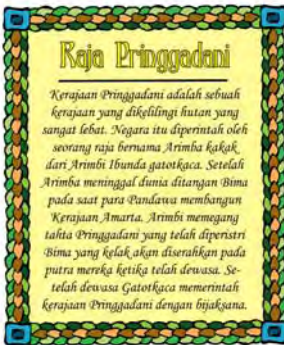 Raja Pringgadani
Kerajaan Pringgadani adalah sebuah
kerajaan yang dikelilingi hutan yang
sangat lebat. Negara itu diperintah oleh
seorang raja bernama Arimba kakak
dari Arimbi Ibunda gatotkaca. Setelah
Arimba meninggal dunia ditangan Bima
pada saat para Pandawa membangun
Kerajaan Amarta. Arimbi memegang
tahta Pringgadani yang telah diperistri
Bima yang kelak akan diserahkan pada
putra mereka ketika telah dewasa. Se-
telah dewasa Gatotkaca memerintah
kerajaan Pringgadani dengan bijaksana.